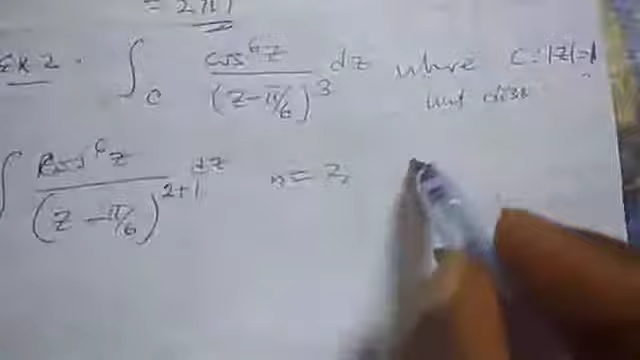 = 2πi
Ex 2. ∫_C cos⁶z / (z - π/6)³ dz where C: |z|=1
unit disc
∫ cos⁶z / (z - π/6)²⁺¹ dz n = 2,